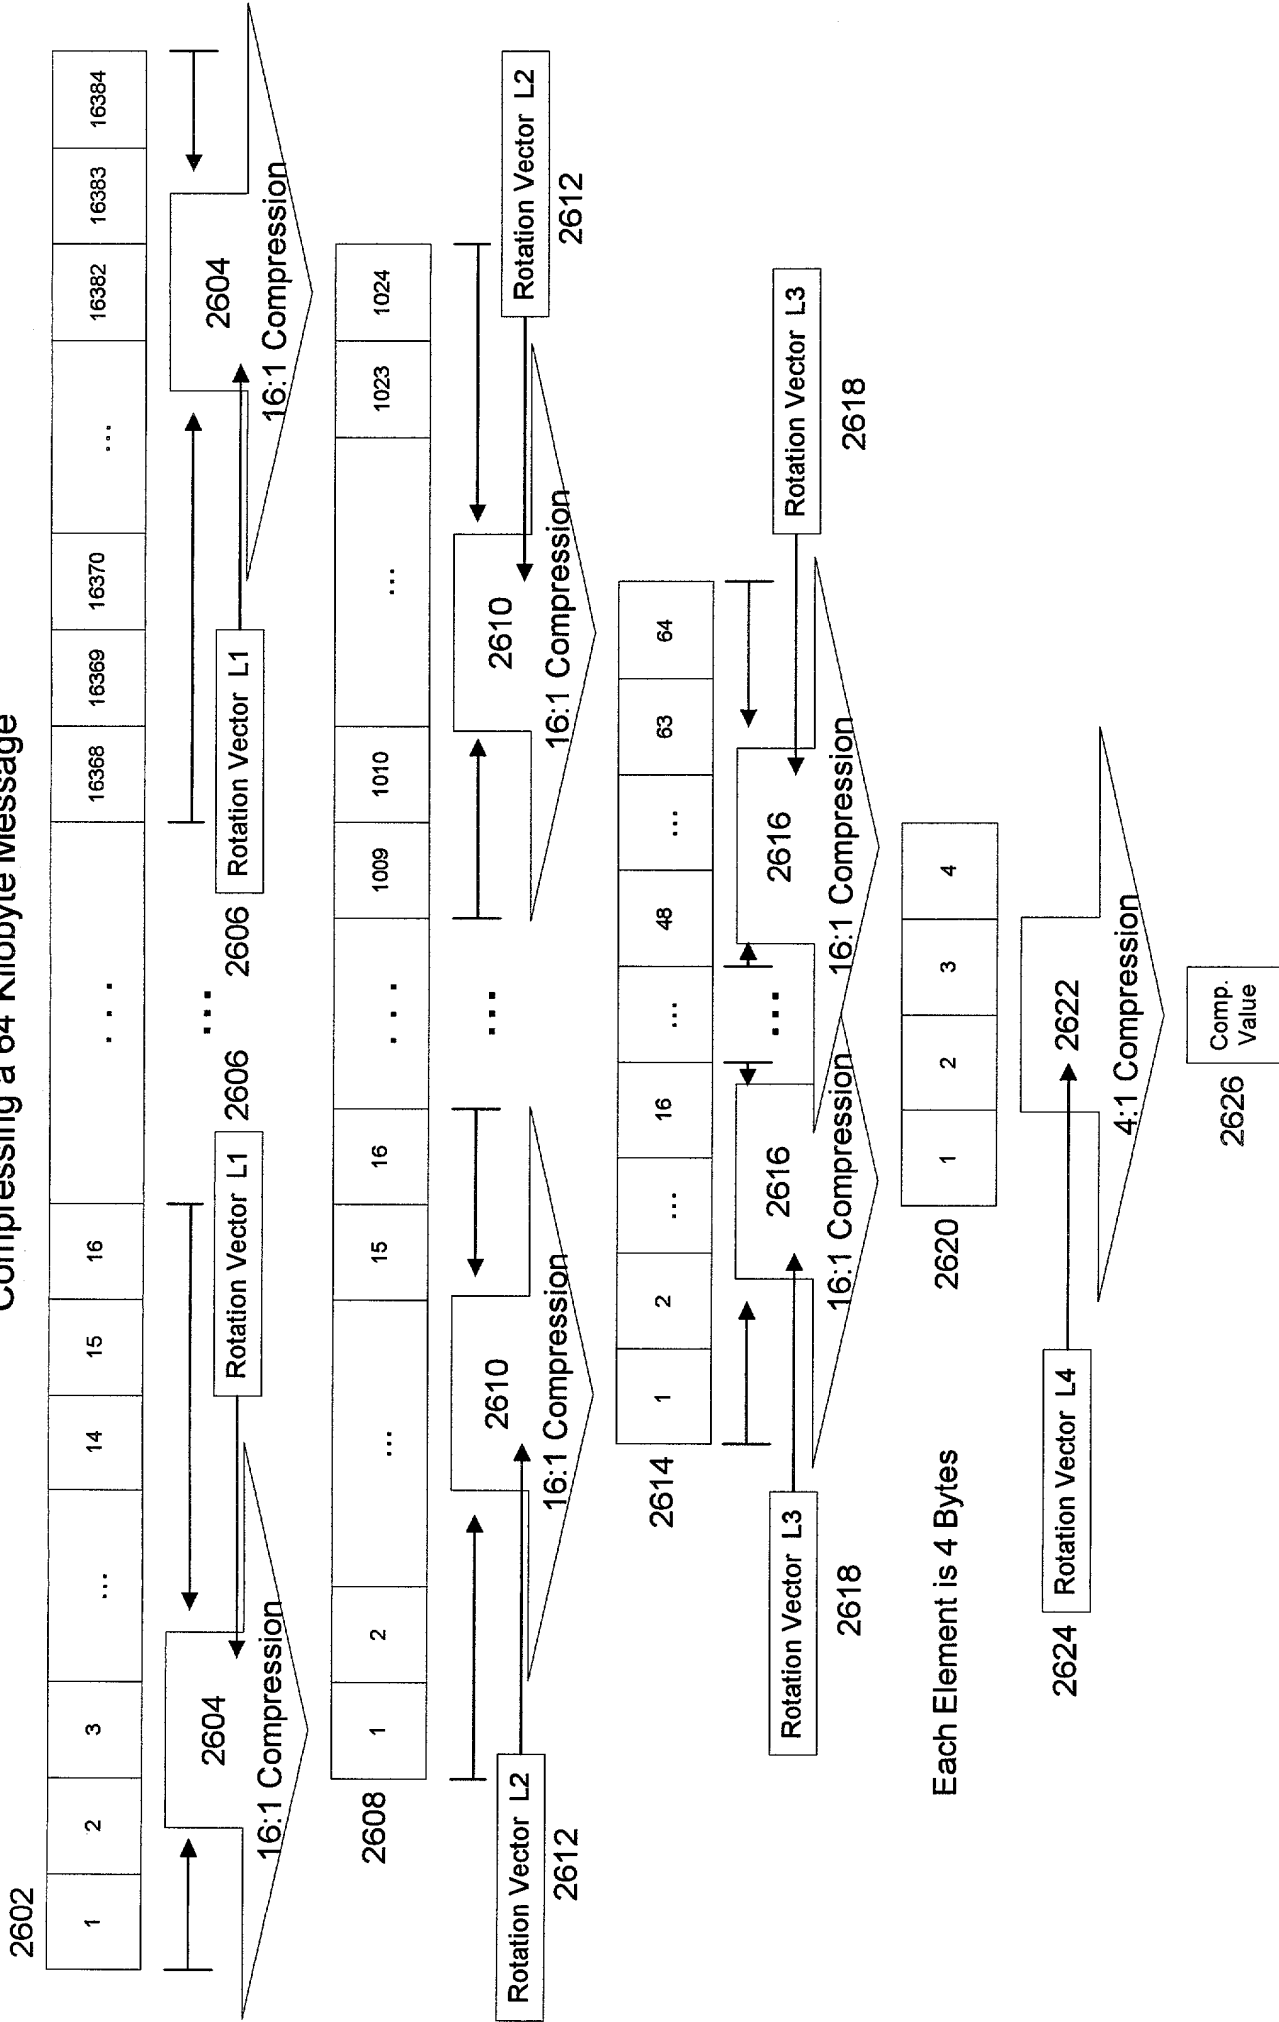 Compressing a 64 Kilobyte Message
2602
1 2 3 ... 14 15 16 . . . 16368 16369 16370 ... 16382 16383 16384
2604
16:1 Compression
Rotation Vector L1
2606
...
2606
Rotation Vector L1
2604
16:1 Compression
2608
1 2 ... 15 16 . . . 1009 1010 ... 1023 1024
Rotation Vector L2
2612
2610
16:1 Compression
...
2610
16:1 Compression
Rotation Vector L2
2612
2614
1 2 ... 16 ... 48 ... 63 64
Rotation Vector L3
2618
2616
16:1 Compression
...
2616
16:1 Compression
Rotation Vector L3
2618
Each Element is 4 Bytes
2620
1 2 3 4
2624
Rotation Vector L4
2622
4:1 Compression
2626
Comp.
Value